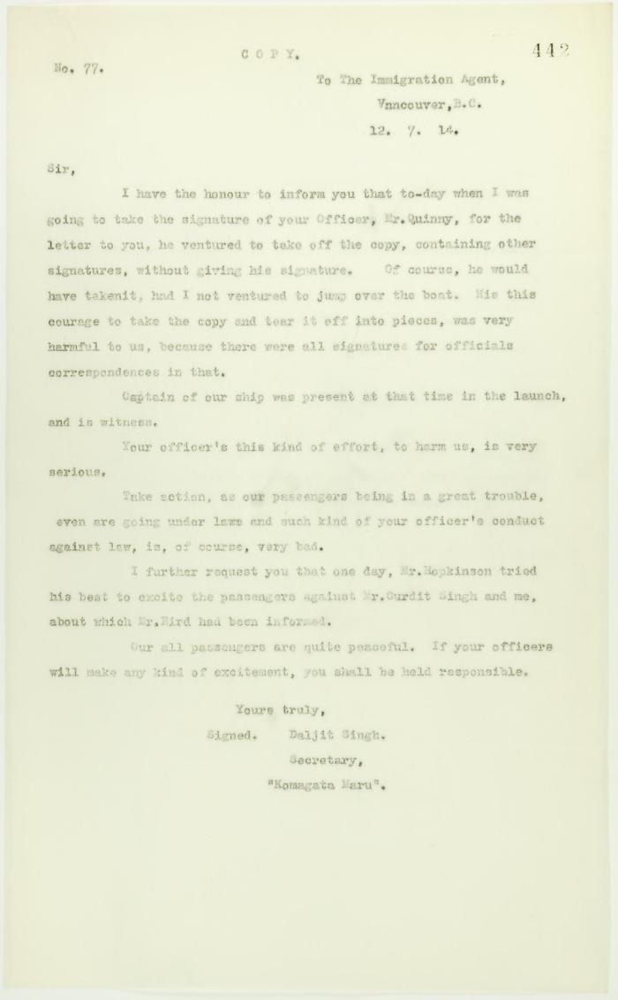 COPY.
442
No. 77.
To The Immigration Agent,
Vancouver,B.C.
12. 7. 14.
Sir,
I have the honour to inform you that to-day when I was
going to take the signature of your Officer, Mr.Quinny, for the
letter to you, he ventured to take off the copy, containing other
signatures, without giving his signature. Of course, he would
have takenit, had I not ventured to jump over the boat. His this
courage to take the copy and tear it off into pieces, was very
harmful to us, because there were all signatures for officials
correspondences in that.
Captain of our ship was present at that time in the launch,
and is witness.
Your officer's this kind of effort, to harm us, is very
serious.
Take action, as our passengers being in a great trouble,
even are going under laws and such kind of your officer's conduct
against law, is, of course, very bad.
I further request you that one day, Mr.Hopkinson tried
his best to excite the passengers against Mr.Gurdit Singh and me,
about which Mr.Bird had been informed.
Our all passengers are quite peaceful. If your officers
will make any kind of excitement, you shall be held responsible.
Yours truly,
Signed. Daljit Singh.
Secretary,
"Komagata Maru".